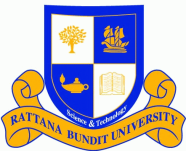 Science & Technology
RATTANA BUNDIT UNIVERSITY